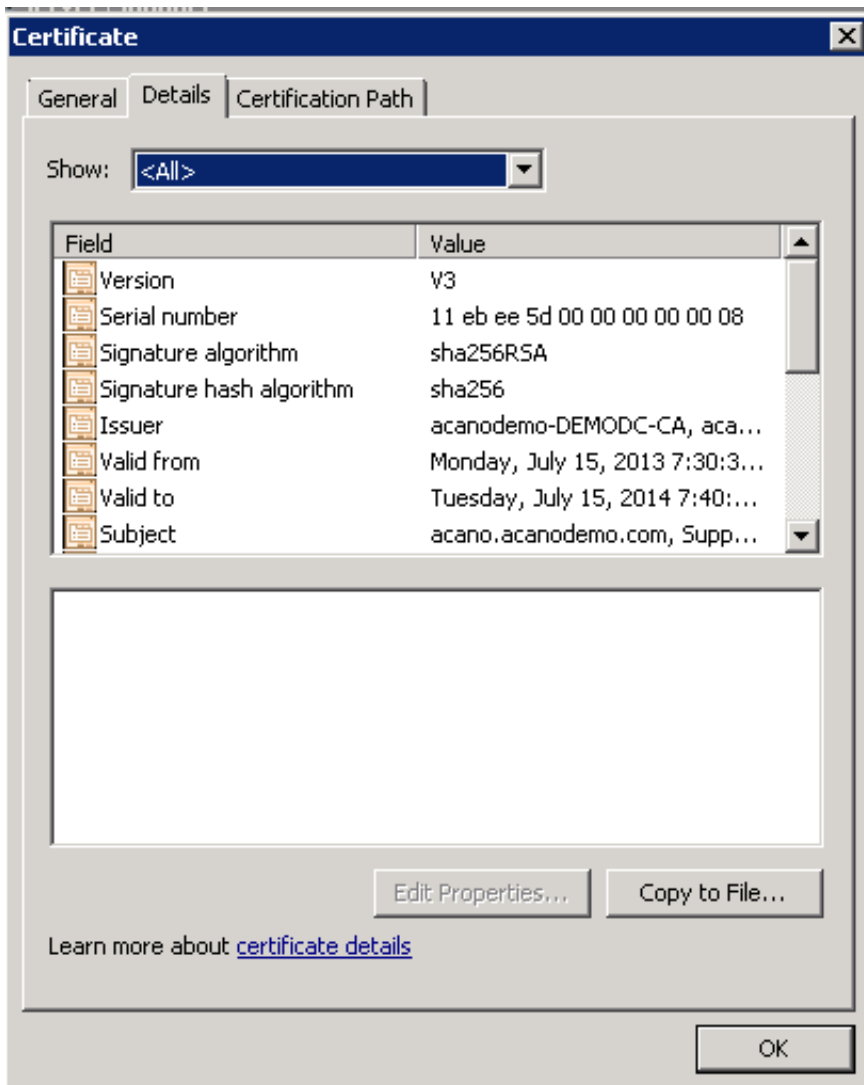 Certificate
General Details Certification Path
Show: <All>
Field Value
Version V3
Serial number 11 eb ee 5d 00 00 00 00 00 08
Signature algorithm sha256RSA
Signature hash algorithm sha256
Issuer acanodemo-DEMODC-CA, aca...
Valid from Monday, July 15, 2013 7:30:3...
Valid to Tuesday, July 15, 2014 7:40:...
Subject acano.acanodemo.com, Supp...
Edit Properties... Copy to File...
Learn more about certificate details
OK